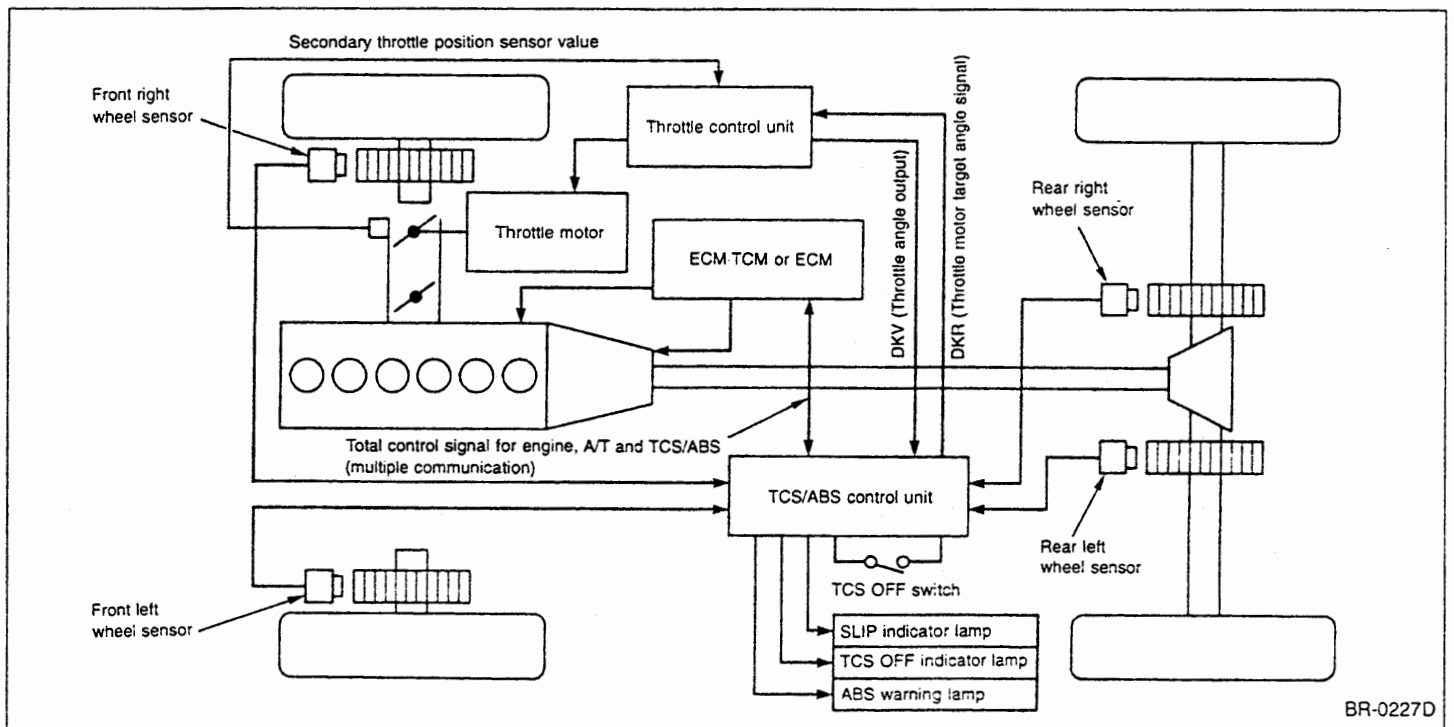 Secondary throttle position sensor value
Front right
wheel sensor
Throttle control unit
Throttle motor
ECM·TCM or ECM
DKV (Throttle angle output)
DKR (Throttle motor targot angle signal)
Rear right
wheel sensor
Total control signal for engine, A/T and TCS/ABS
(multiple communication)
TCS/ABS control unit
Rear left
wheel sensor
TCS OFF switch
Front left
wheel sensor
SLIP indicator lamp
TCS OFF indicator lamp
ABS warning lamp
BR-0227D